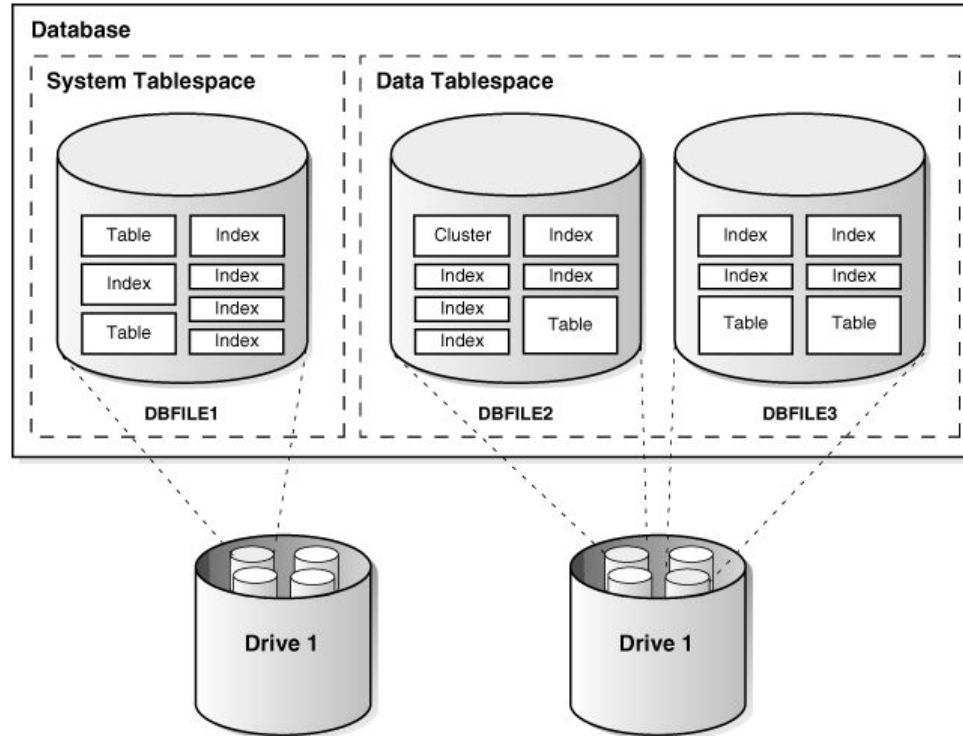 Database
System Tablespace
Data Tablespace
Table
Index
Index
Index
Index
Table
Index
DBFILE1
Cluster
Index
Index
Index
Index
Index
Table
DBFILE2
Index
Index
Index
Index
Table
Table
DBFILE3
Drive 1
Drive 1